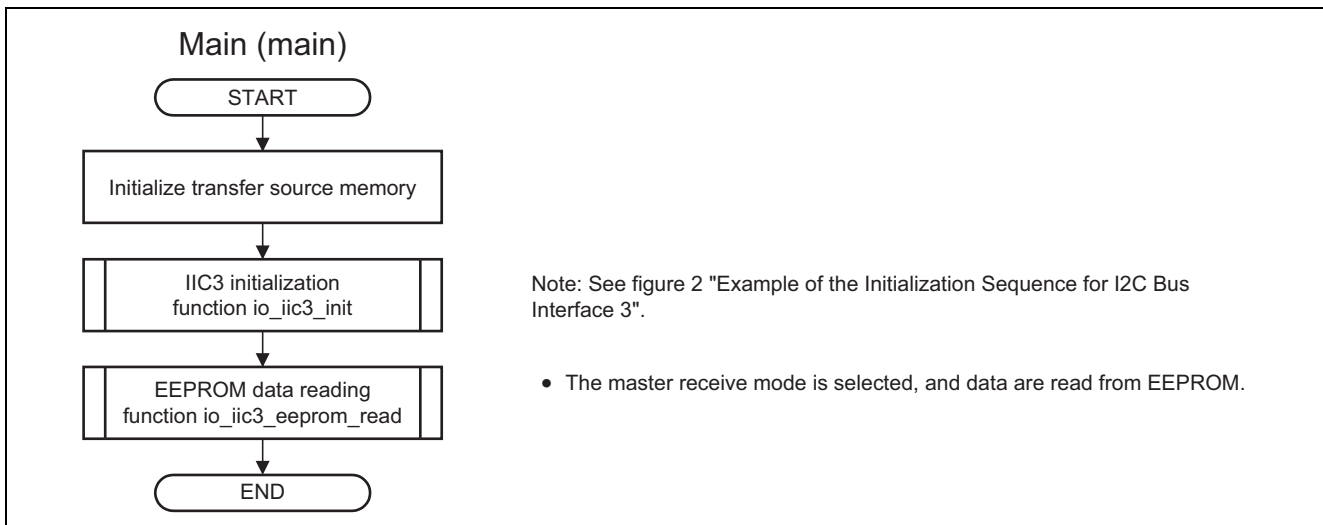 Main (main)
START
Initialize transfer source memory
IIC3 initialization
function io_iic3_init
Note: See figure 2 "Example of the Initialization Sequence for I2C Bus
Interface 3".
EEPROM data reading
function io_iic3_eeprom_read
• The master receive mode is selected, and data are read from EEPROM.
END